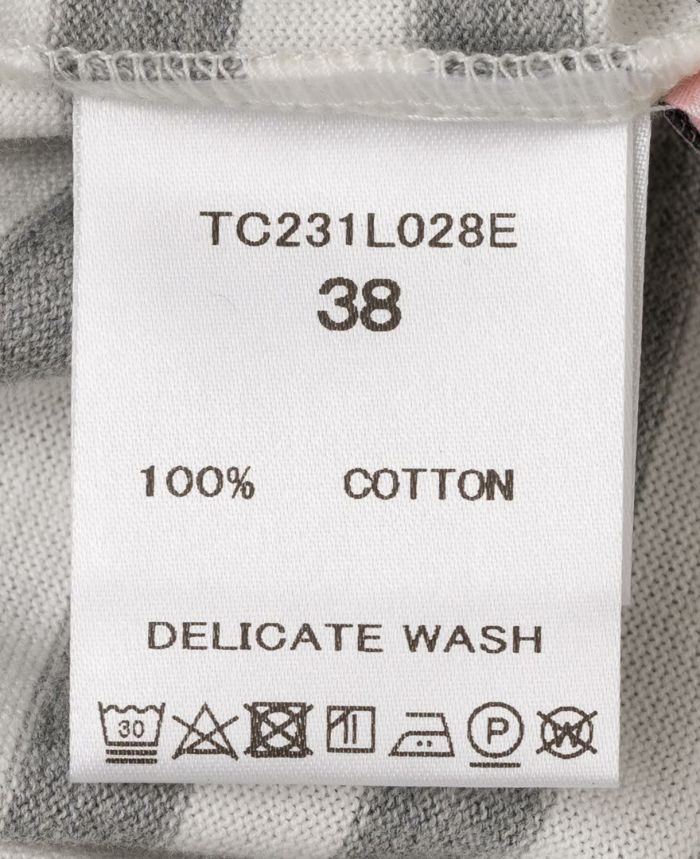 TC231L028E
38
100% COTTON
DELICATE WASH
30 P W